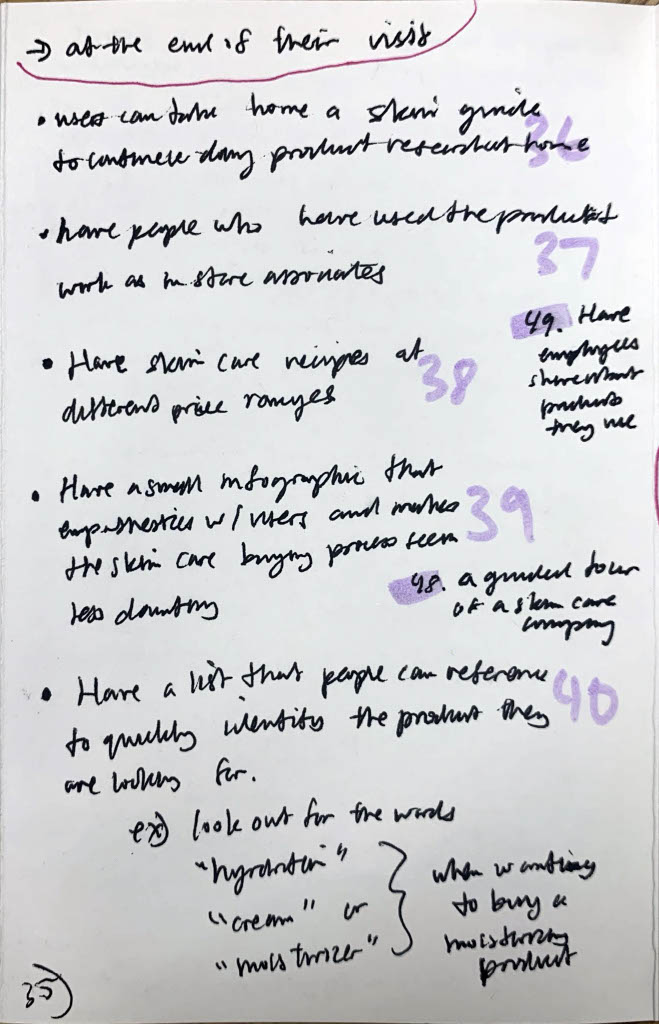 → at the end of their visit
• users can take home a skin guide
to continue doing product research at home
36
• have people who have used the products
work as in store associates
37
• Have skin care recipes at
different price ranges
38
49. Have
employees
share what
products
they use
• Have a small infographic that
empathetics w/ users and makes
the skin care buying process seem
less daunting
39
48. a guided tour
of a skin care
company
• Have a list that people can reference
to quickly identify the product they
are looking for.
40
ex) look out for the words
"hydration"
"cream" or
"moisturizer"
} when wanting
to buy a
moisturizing
product
35)